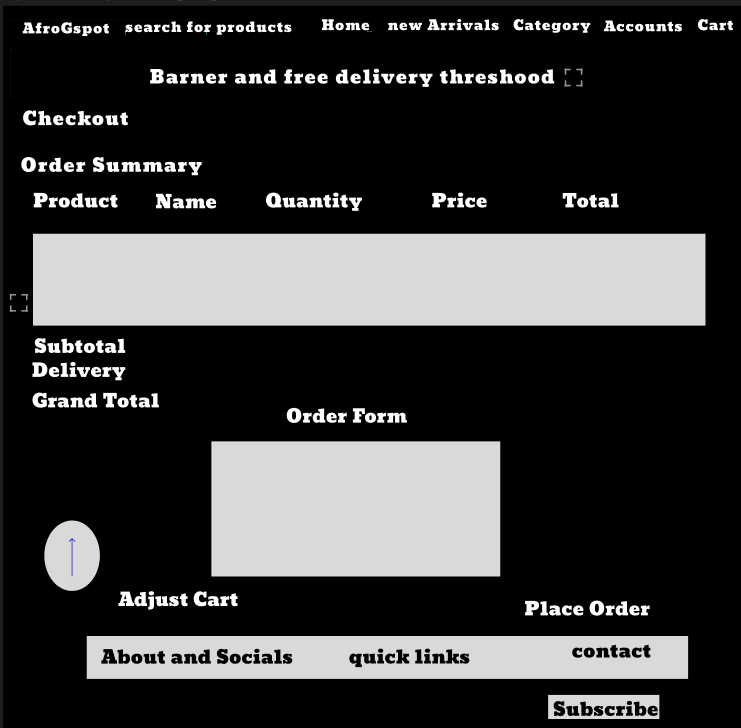 AfroGspot search for products Home new Arrivals Category Accounts Cart
Barner and free delivery threshood
Checkout
Order Summary
Product Name Quantity Price Total
Subtotal
Delivery
Grand Total
Order Form
Adjust Cart
Place Order
About and Socials quick links contact
Subscribe